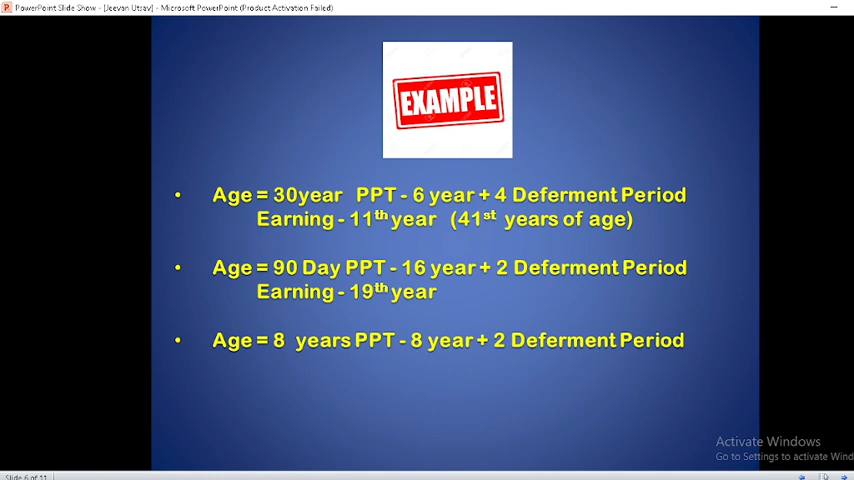 PowerPoint Slide Show - [Jeevan Utsav] - Microsoft PowerPoint (Product Activation Failed)
EXAMPLE
• Age = 30year PPT - 6 year + 4 Deferment Period
Earning - 11th year (41st years of age)
• Age = 90 Day PPT - 16 year + 2 Deferment Period
Earning - 19th year
• Age = 8 years PPT - 8 year + 2 Deferment Period
Activate Windows
Go to Settings to activate Wind
Slide 6 of 11